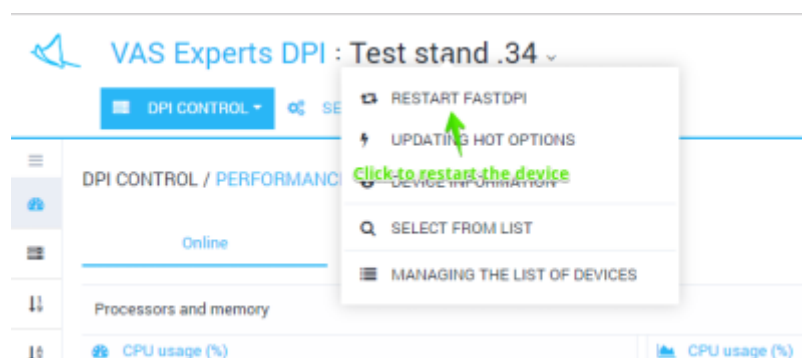 VAS Experts DPI : Test stand .34
DPI CONTROL
SE
RESTART FASTDPI
UPDATING HOT OPTIONS
Click to restart the device
DEVICE INFORMATION
SELECT FROM LIST
MANAGING THE LIST OF DEVICES
DPI CONTROL / PERFORMANC
Online
Processors and memory
CPU usage (%)
CPU usage (%)